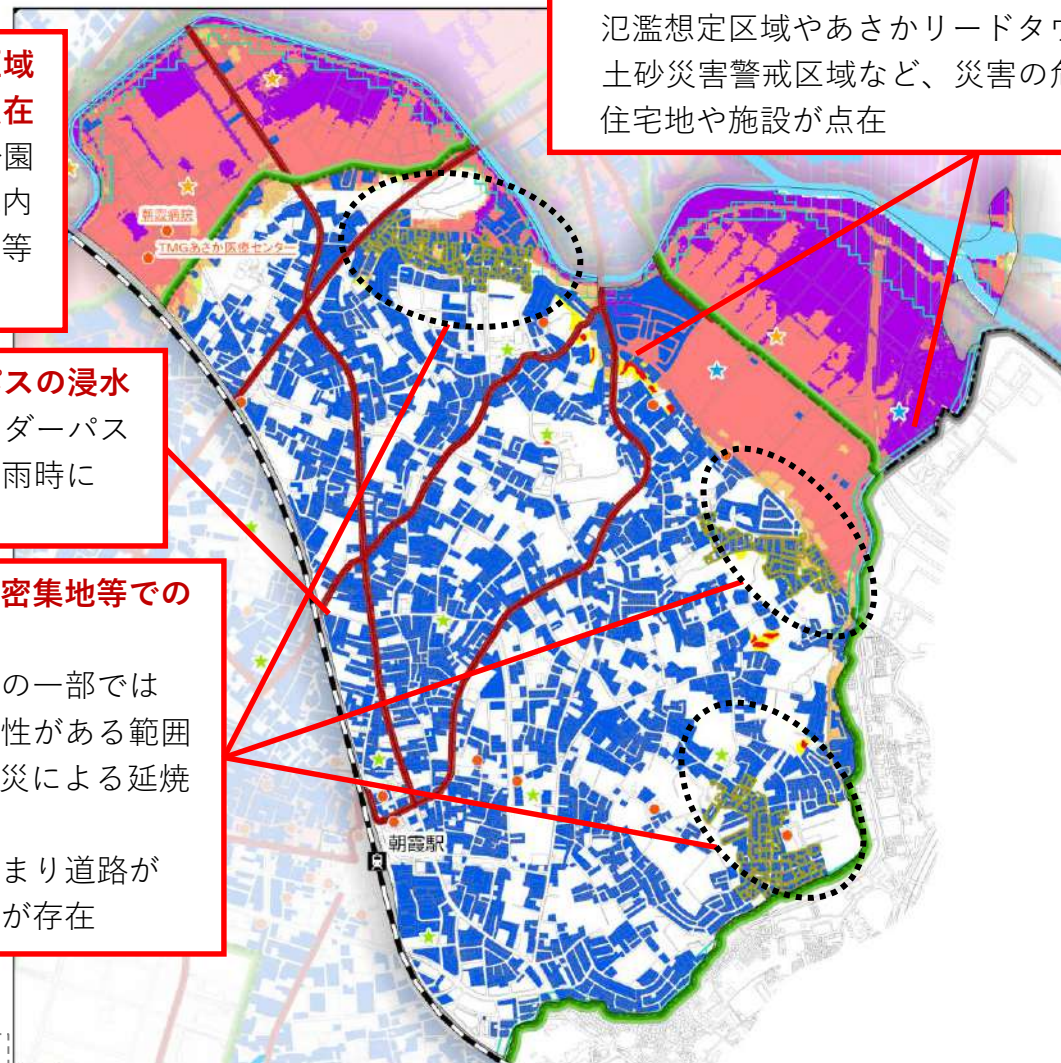 氾濫想定区域やあさかリードタウ
土砂災害警戒区域など、災害の危
住宅地や施設が点在
域
在
園
内
等
朝霞病院
TMGあさか医療センター
パスの浸水
ダーパス
雨時に
密集地等での
の一部では
性がある範囲
災による延焼
まり道路が
が存在
朝霞駅